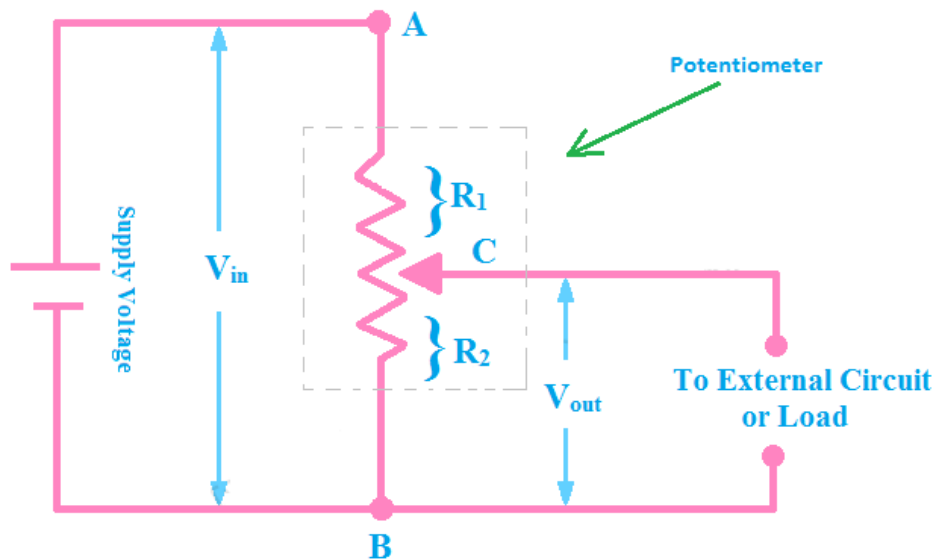 A
Potentiometer
R1
Supply Voltage
Vin
C
R2
Vout
To External Circuit
or Load
B